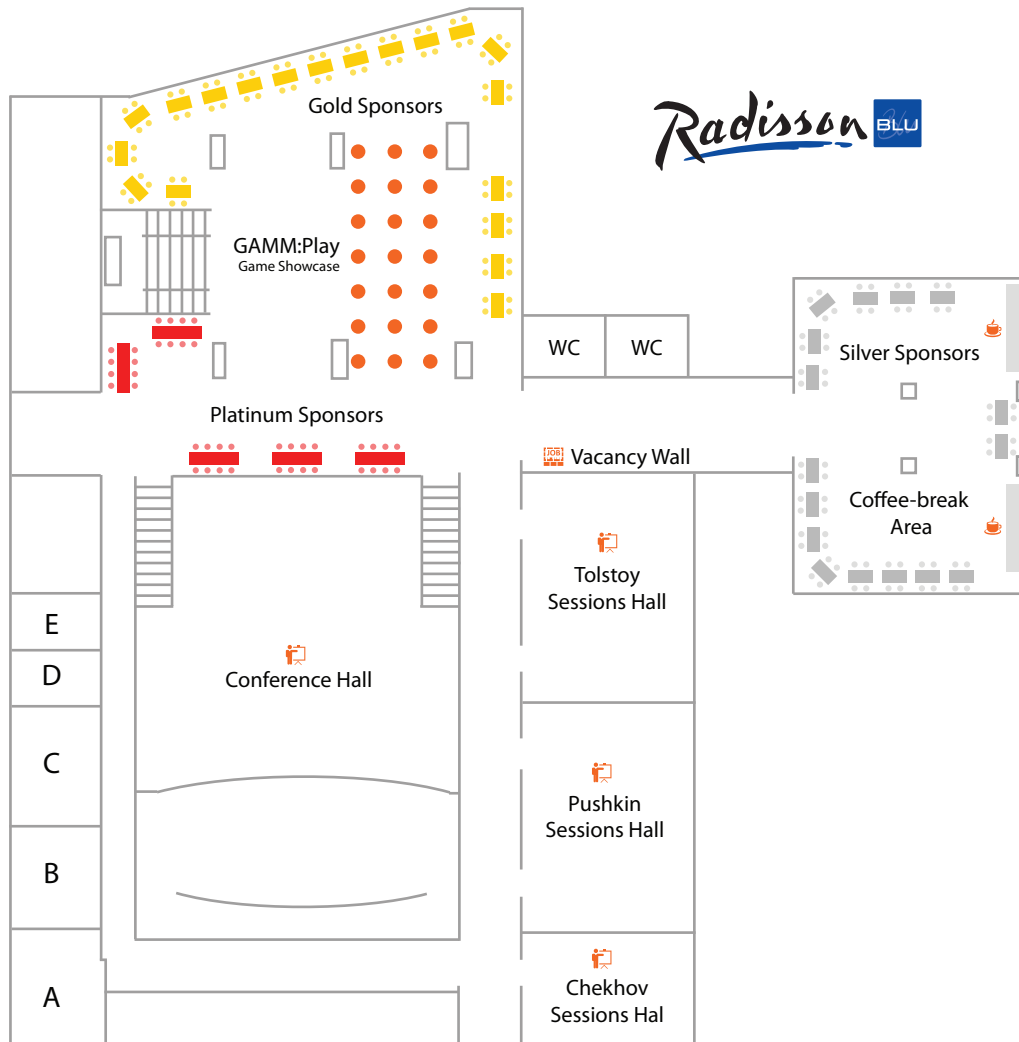 Gold Sponsors
Radisson
BLU
GAMM:Play
Game Showcase
WC
WC
Silver Sponsors
Platinum Sponsors
JOB
Vacancy Wall
Coffee-break
Area
Tolstoy
Sessions Hall
E
D
Conference Hall
C
Pushkin
Sessions Hall
B
A
Chekhov
Sessions Hal